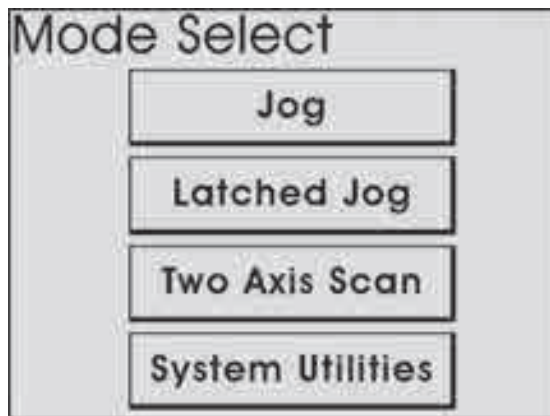 Mode Select
Jog
Latched Jog
Two Axis Scan
System Utilities